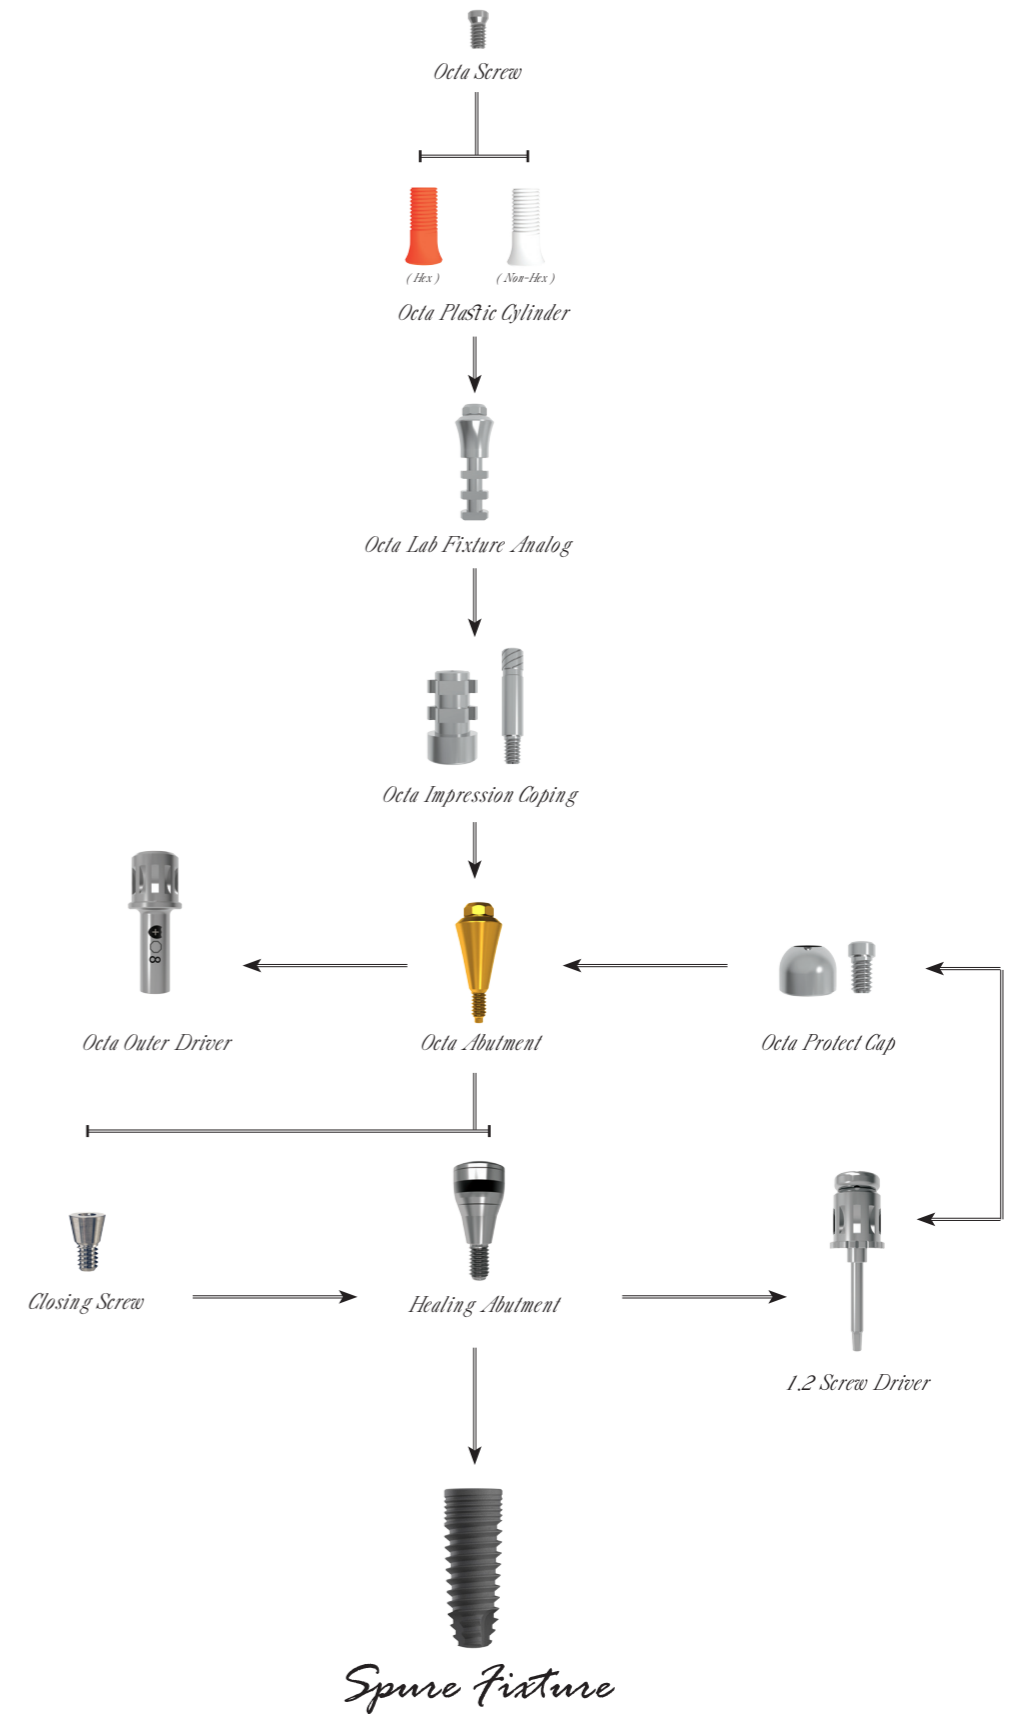 Octa Screw
( Hex )
( Non-Hex )
Octa Plastic Cylinder
Octa Lab Fixture Analog
Octa Impression Coping
8
Octa Outer Driver
Octa Abutment
Octa Protect Cap
Closing Screw
Healing Abutment
1.2 Screw Driver
Spure Fixture